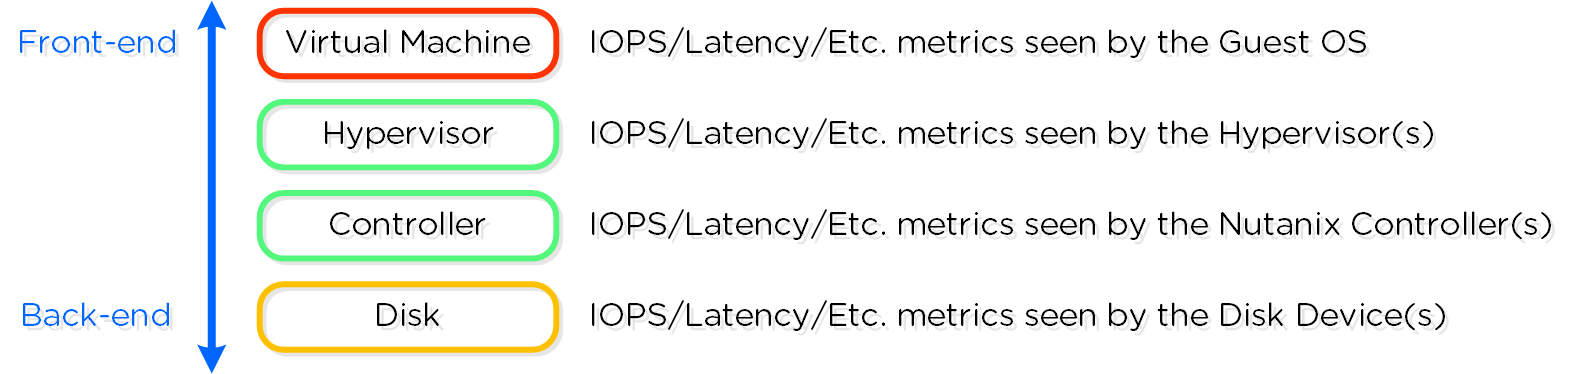 Front-end
Virtual Machine IOPS/Latency/Etc. metrics seen by the Guest OS
Hypervisor IOPS/Latency/Etc. metrics seen by the Hypervisor(s)
Controller IOPS/Latency/Etc. metrics seen by the Nutanix Controller(s)
Back-end
Disk IOPS/Latency/Etc. metrics seen by the Disk Device(s)